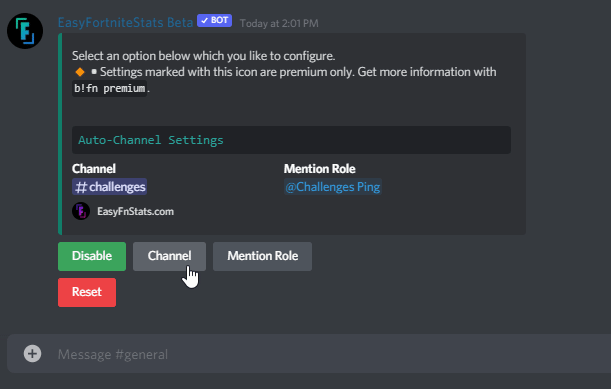 EasyFortniteStats Beta ✓ BOT Today at 2:01 PM
Select an option below which you like to configure.
🔸▪️Settings marked with this icon are premium only. Get more information with
b!fn premium.
Auto-Channel Settings
Channel Mention Role
#challenges @Challenges Ping
EasyFnStats.com
Disable Channel Mention Role
Reset
Message #general